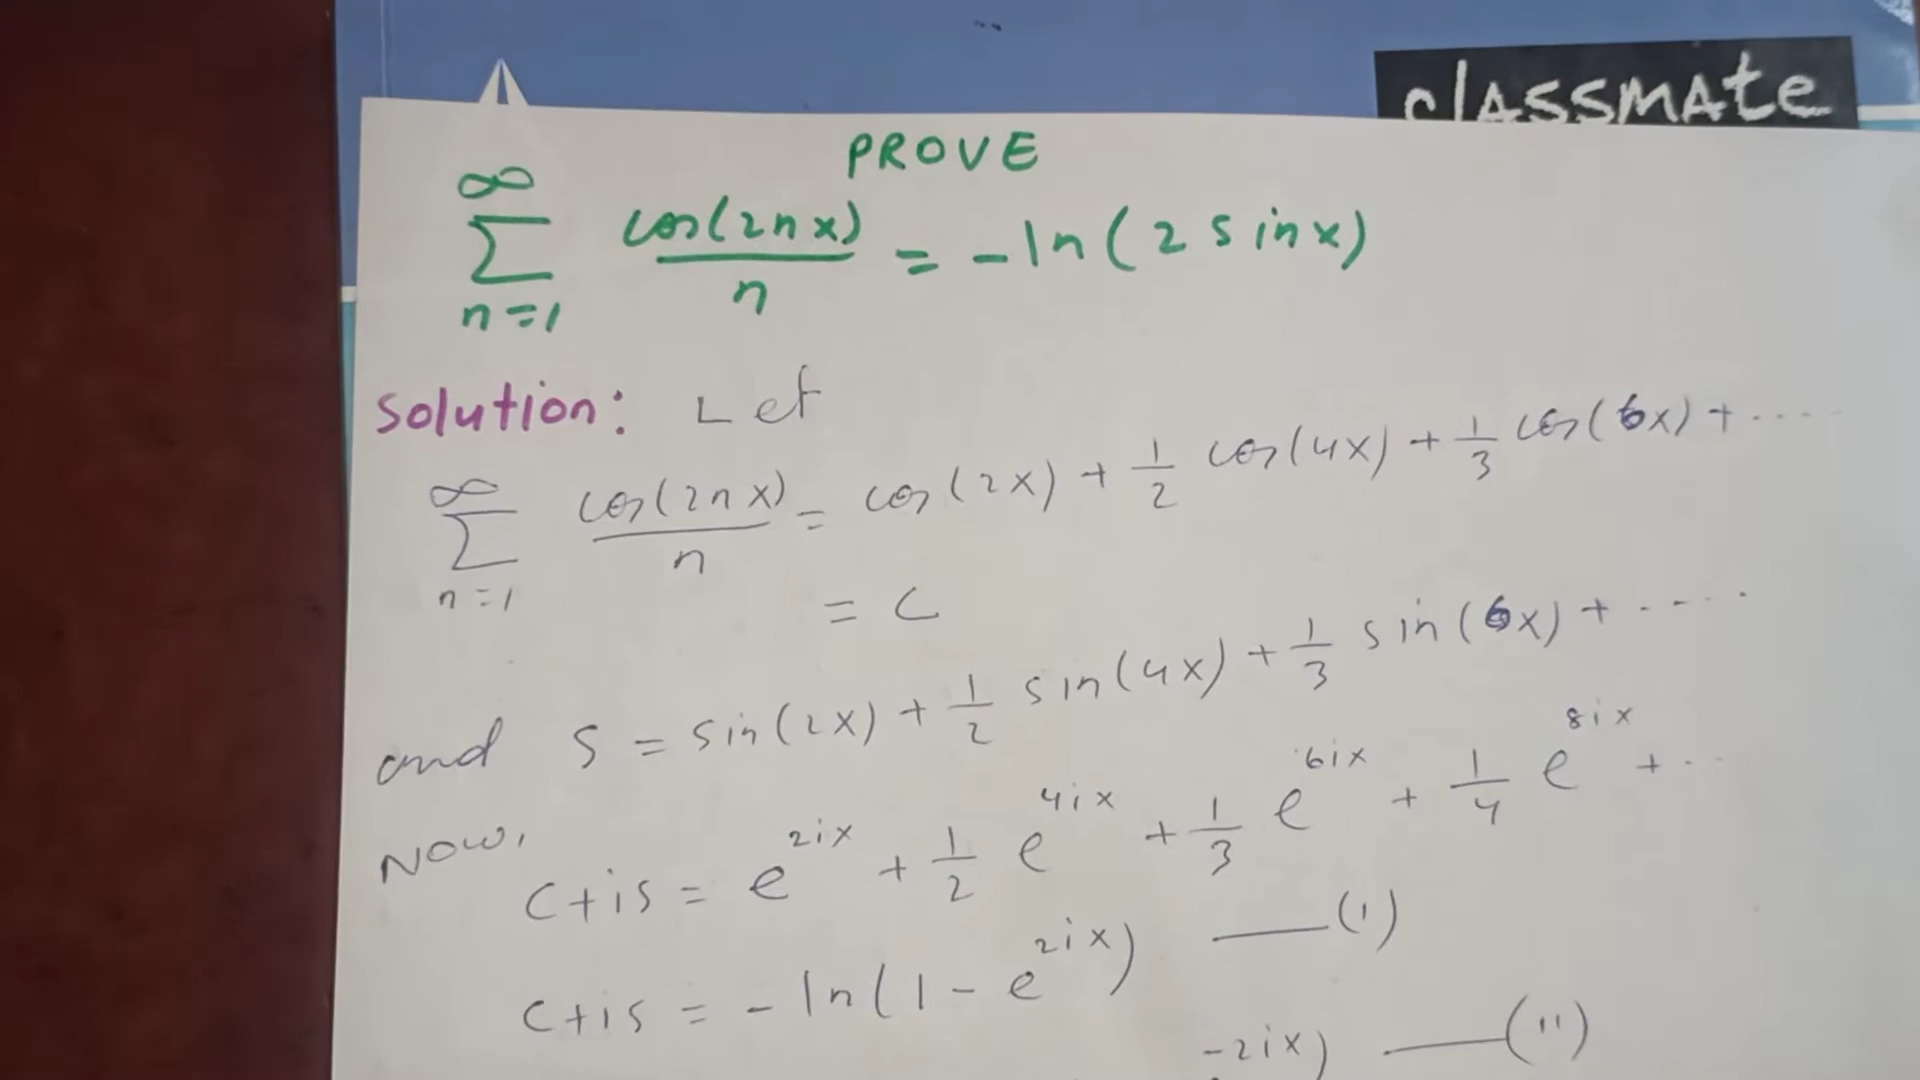 classmate
PROVE
∞ ∑ n=1 cos(2nx)/n = -ln(2 sinx)
Solution: Let
∞ ∑ n=1 cos(2nx)/n = cos(2x) + 1/2 cos(4x) + 1/3 cos(6x) + ....
= C
and S = sin(2x) + 1/2 sin(4x) + 1/3 sin(6x) + .....
Now,
C+iS = e^{2ix} + 1/2 e^{4ix} + 1/3 e^{6ix} + 1/4 e^{8ix} + ..
C+iS = -ln(1 - e^{2ix}) —(1)
-2ix) —(11)